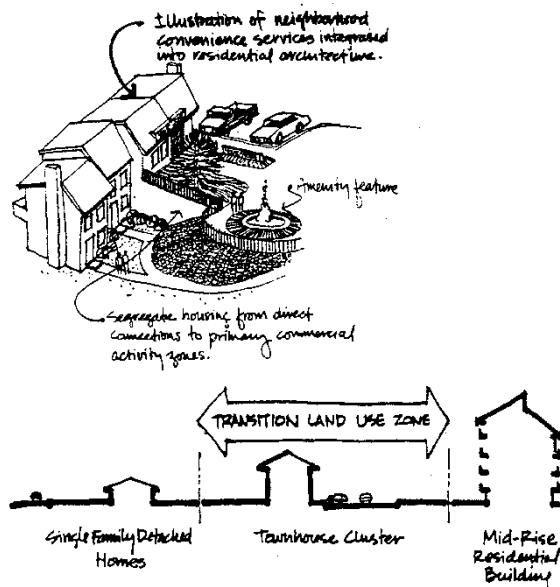 Illustration of neighborhood
convenience services integrated
into residential architecture.
Amenity feature
Segregate housing from direct
connections to primary commercial
activity zones.
TRANSITION LAND USE ZONE
Single Family Detached
Homes
Townhouse Cluster
Mid-Rise
Residential
Building